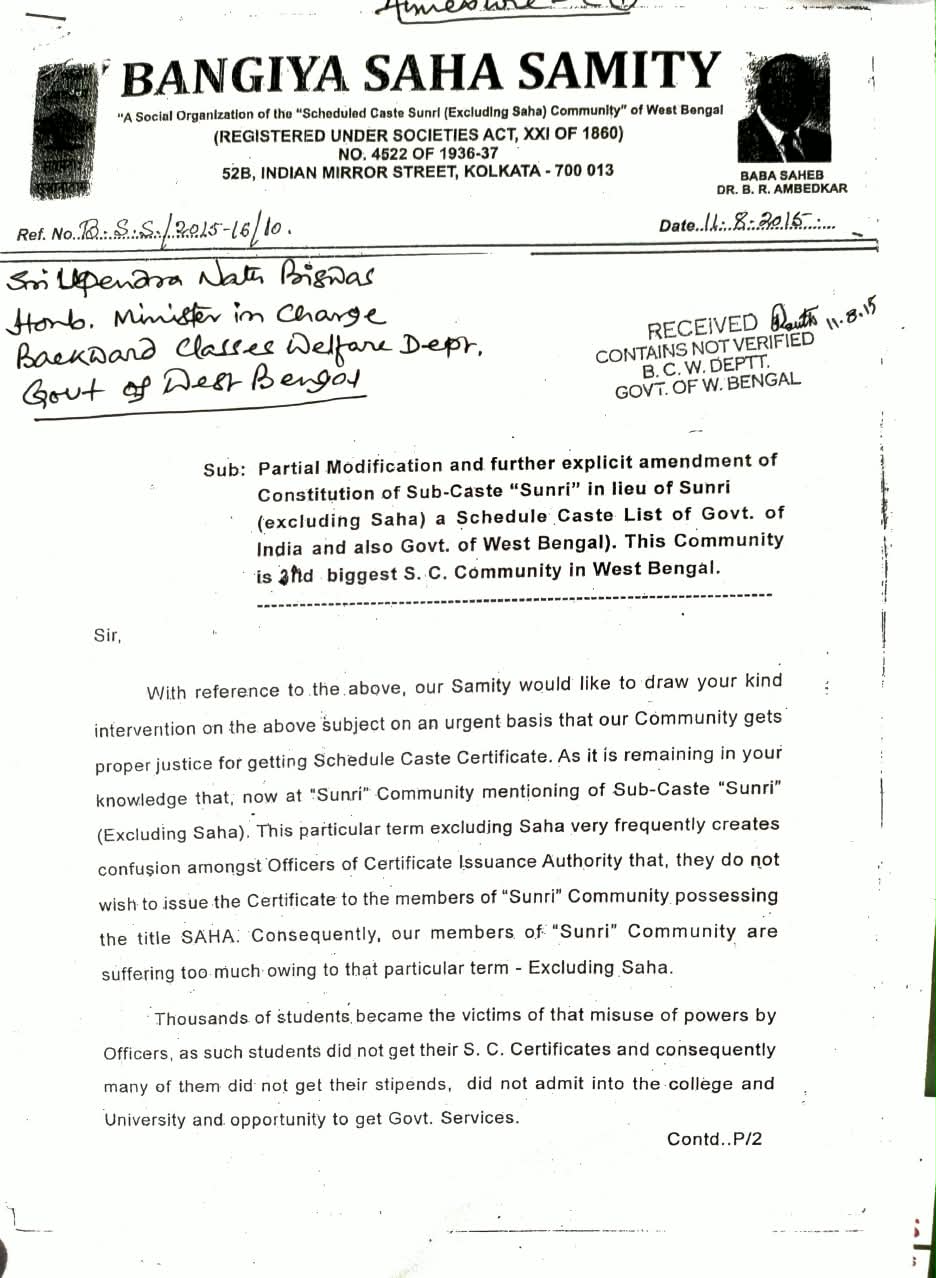 Annexure - (1)
BANGIYA SAHA SAMITY
"A Social Organization of the "Scheduled Caste Sunri (Excluding Saha) Community" of West Bengal
(REGISTERED UNDER SOCIETIES ACT, XXI OF 1860)
NO. 4522 OF 1936-37
52B, INDIAN MIRROR STREET, KOLKATA - 700 013
BABA SAHEB
DR. B. R. AMBEDKAR
Ref. No. B.S.S./2015-16/10.
Date..11.8.2015.....
Sri Upendra Nath Biswas
Honb. Minister in Charge
Backward Classes Welfare Dept.
Govt of West Bengal
RECEIVED 11.8.15
CONTAINS NOT VERIFIED
B. C. W. DEPTT.
GOVT. OF W. BENGAL
Sub: Partial Modification and further explicit amendment of
Constitution of Sub-Caste "Sunri" in lieu of Sunri
(excluding Saha) a Schedule Caste List of Govt. of
India and also Govt. of West Bengal). This Community
is biggest S. C. Community in West Bengal.
Sir,
With reference to the above, our Samity would like to draw your kind
intervention on the above subject on an urgent basis that our Community gets
proper justice for getting Schedule Caste Certificate. As it is remaining in your
knowledge that, now at "Sunri" Community mentioning of Sub-Caste "Sunri"
(Excluding Saha). This particular term excluding Saha very frequently creates
confusion amongst Officers of Certificate Issuance Authority that, they do not
wish to issue the Certificate to the members of "Sunri" Community possessing
the title SAHA. Consequently, our members of "Sunri" Community are
suffering too much owing to that particular term - Excluding Saha.
Thousands of students became the victims of that misuse of powers by
Officers, as such students did not get their S. C. Certificates and consequently
many of them did not get their stipends, did not admit into the college and
University and opportunity to get Govt. Services.
Contd..P/2